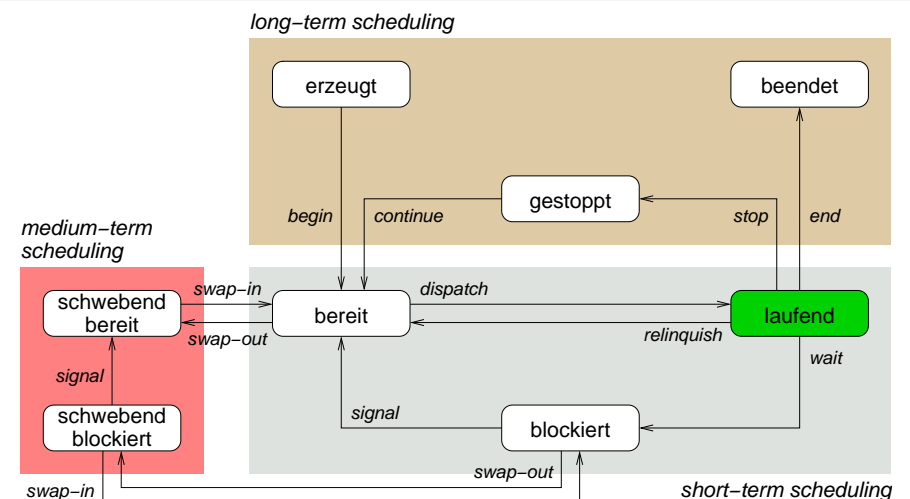 long−term scheduling
erzeugt
beendet
gestoppt
begin
continue
stop
end
medium−term
scheduling
schwebend
bereit
swap−in
swap−out
bereit
dispatch
relinquish
laufend
wait
signal
schwebend
blockiert
signal
blockiert
swap−out
swap−in
short−term scheduling